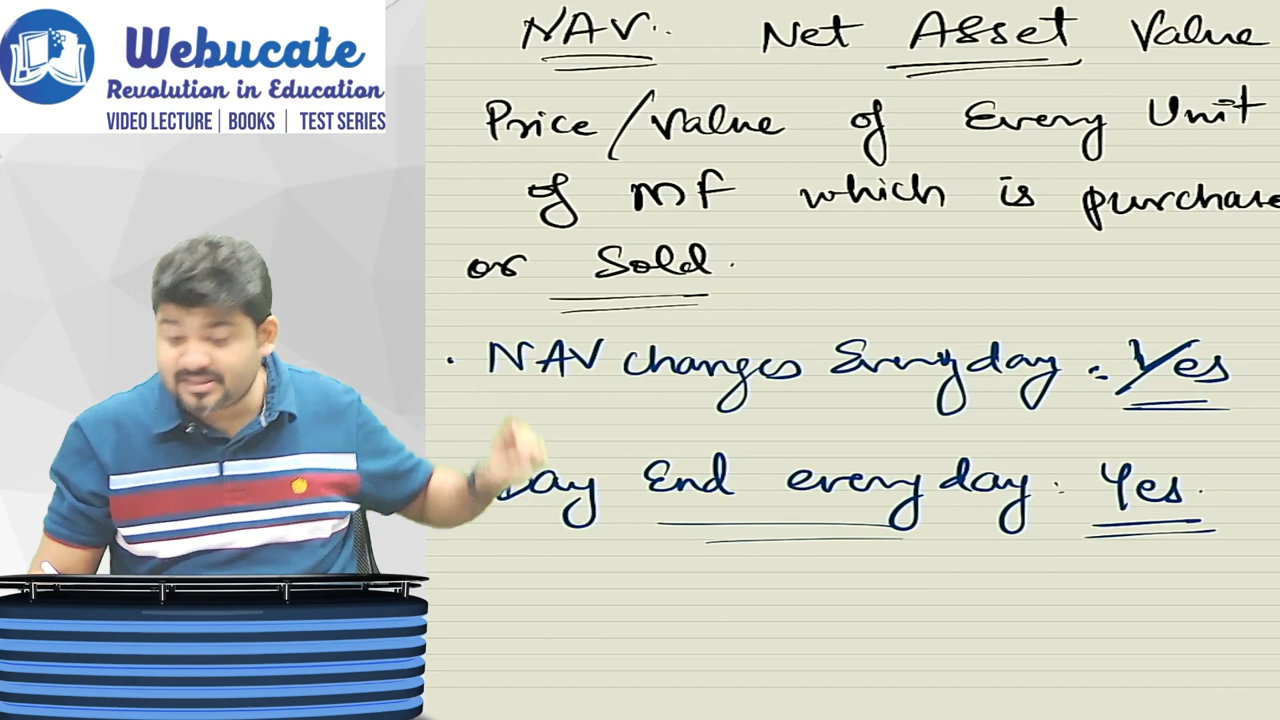 Webucate
Revolution in Education
VIDEO LECTURE | BOOKS | TEST SERIES
NAV.. Net Asset Value
Price/Value of Every Unit
of MF which is purchase
or Sold.
. NAV changes Everyday = Yes
Day End everyday : Yes.